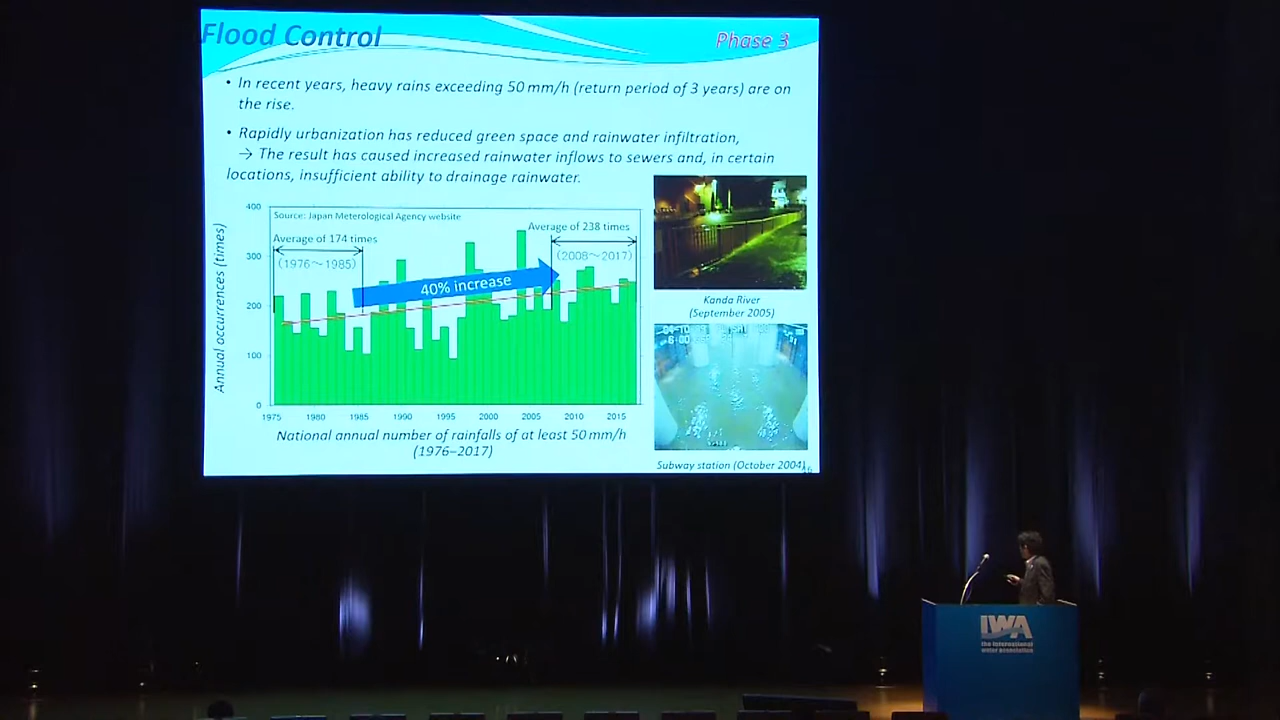 Flood Control
Phase 3
• In recent years, heavy rains exceeding 50 mm/h (return period of 3 years) are on
the rise.
• Rapidly urbanization has reduced green space and rainwater infiltration,
→ The result has caused increased rainwater inflows to sewers and, in certain
locations, insufficient ability to drainage rainwater.
Annual occurrences (times)
400
300
200
100
0
Source: Japan Meterological Agency website
Average of 174 times
(1976～1985)
Average of 238 times
(2008～2017)
40% increase
1975 1980 1985 1990 1995 2000 2005 2010 2015
National annual number of rainfalls of at least 50 mm/h
(1976–2017)
Kanda River
(September 2005)
Subway station (October 2004)
16
IWA
the international
water association